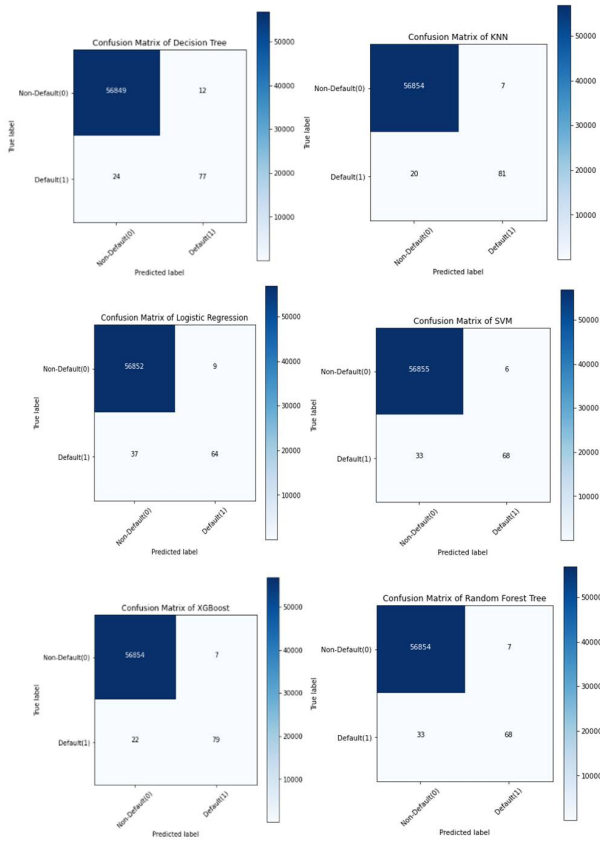 Confusion Matrix of Decision Tree
50000
40000
30000
20000
10000
Non-Default(0)
56849 12
True label
Default(1)
24 77
Non-Default(0) Default(1)
Predicted label
Confusion Matrix of KNN
50000
40000
30000
20000
10000
Non-Default(0)
56854 7
True label
Default(1)
20 81
Non-Default(0) Default(1)
Predicted label
Confusion Matrix of Logistic Regression
50000
40000
30000
20000
10000
Non-Default(0)
56852 9
True label
Default(1)
37 64
Non-Default(0) Default(1)
Predicted label
Confusion Matrix of SVM
50000
40000
30000
20000
10000
Non-Default(0)
56855 6
True label
Default(1)
33 68
Non-Default(0) Default(1)
Predicted label
Confusion Matrix of XGBoost
50000
40000
30000
20000
10000
Non-Default(0)
56854 7
True label
Default(1)
22 79
Non-Default(0) Default(1)
Predicted label
Confusion Matrix of Random Forest Tree
50000
40000
30000
20000
10000
Non-Default(0)
56854 7
True label
Default(1)
33 68
Non-Default(0) Default(1)
Predicted label